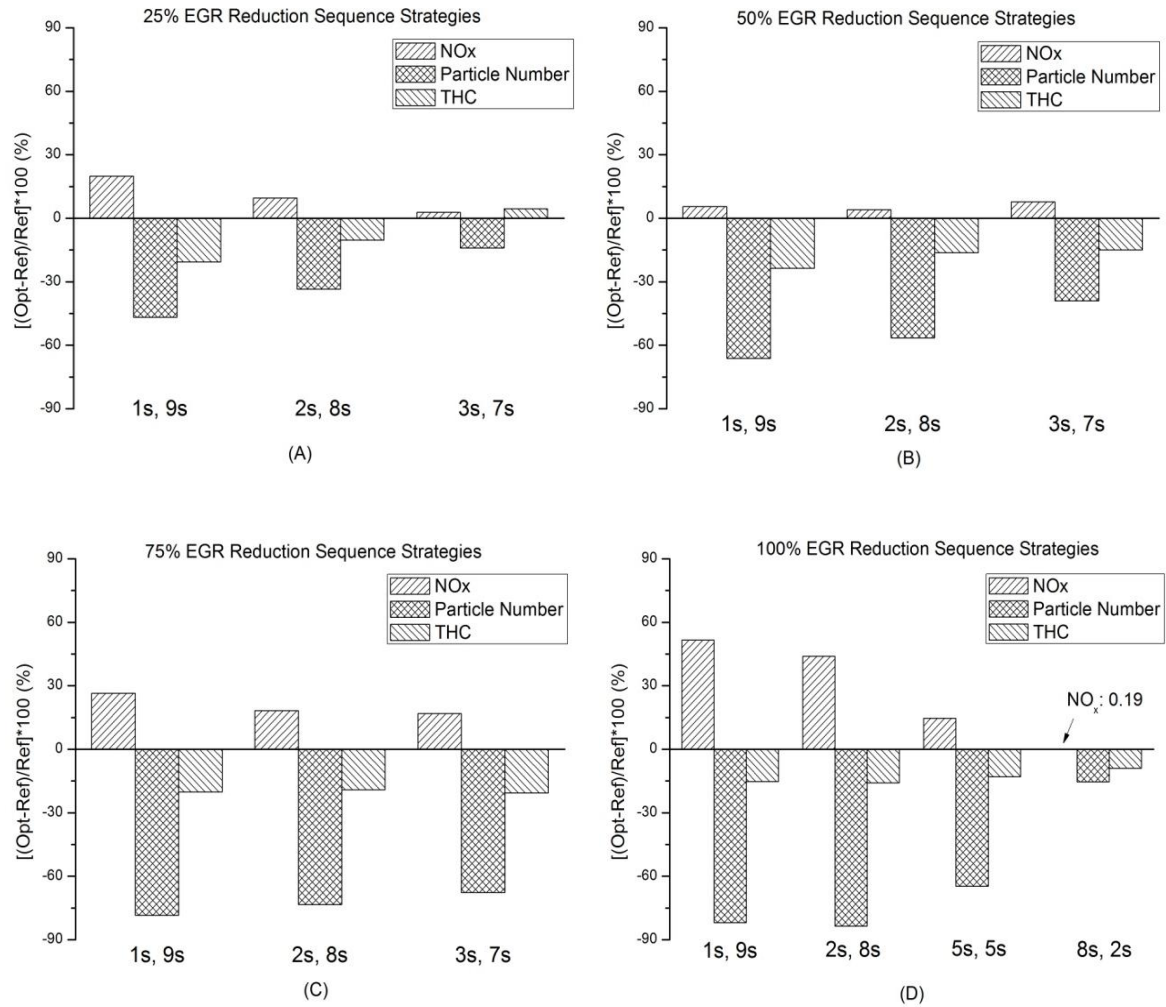 25% EGR Reduction Sequence Strategies
90
60
30
0
-30
-60
-90
[(Opt-Ref)/Ref]*100 (%)
NOx
Particle Number
THC
1s, 9s
2s, 8s
3s, 7s
(A)
50% EGR Reduction Sequence Strategies
90
60
30
0
-30
-60
-90
[(Opt-Ref)/Ref]*100 (%)
NOx
Particle Number
THC
1s, 9s
2s, 8s
3s, 7s
(B)
75% EGR Reduction Sequence Strategies
90
60
30
0
-30
-60
-90
[(Opt-Ref)/Ref]*100 (%)
NOx
Particle Number
THC
1s, 9s
2s, 8s
3s, 7s
(C)
100% EGR Reduction Sequence Strategies
90
60
30
0
-30
-60
-90
[(Opt-Ref)/Ref]*100 (%)
NOx
Particle Number
THC
NOx: 0.19
1s, 9s
2s, 8s
5s, 5s
8s, 2s
(D)